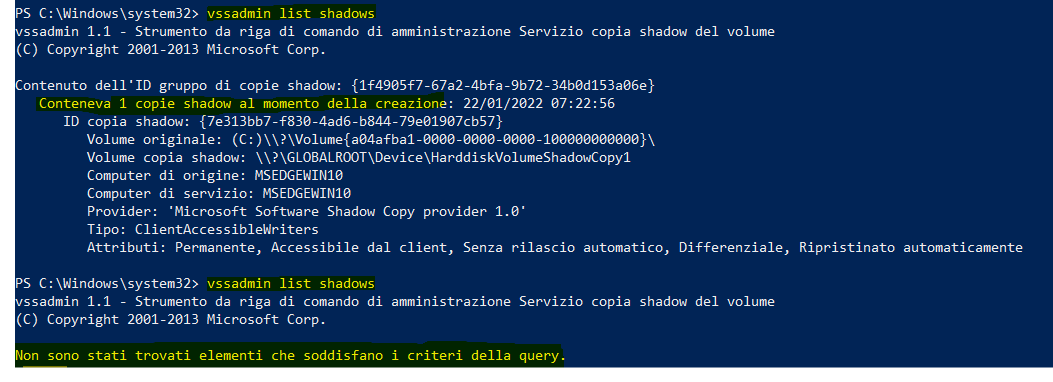 PS C:\Windows\system32> vssadmin list shadows
vssadmin 1.1 - Strumento da riga di comando di amministrazione Servizio copia shadow del volume
(C) Copyright 2001-2013 Microsoft Corp.
Contenuto dell'ID gruppo di copie shadow: {1f4905f7-67a2-4bfa-9b72-34b0d153a06e}
Conteneva 1 copie shadow al momento della creazione: 22/01/2022 07:22:56
ID copia shadow: {7e313bb7-f830-4ad6-b844-79e01907cb57}
Volume originale: (C:)\\?\Volume{a04afba1-0000-0000-0000-100000000000}\
Volume copia shadow: \\?\GLOBALROOT\Device\HarddiskVolumeShadowCopy1
Computer di origine: MSEDGEWIN10
Computer di servizio: MSEDGEWIN10
Provider: 'Microsoft Software Shadow Copy provider 1.0'
Tipo: ClientAccessibleWriters
Attributi: Permanente, Accessibile dal client, Senza rilascio automatico, Differenziale, Ripristinato automaticamente
PS C:\Windows\system32> vssadmin list shadows
vssadmin 1.1 - Strumento da riga di comando di amministrazione Servizio copia shadow del volume
(C) Copyright 2001-2013 Microsoft Corp.
Non sono stati trovati elementi che soddisfano i criteri della query.